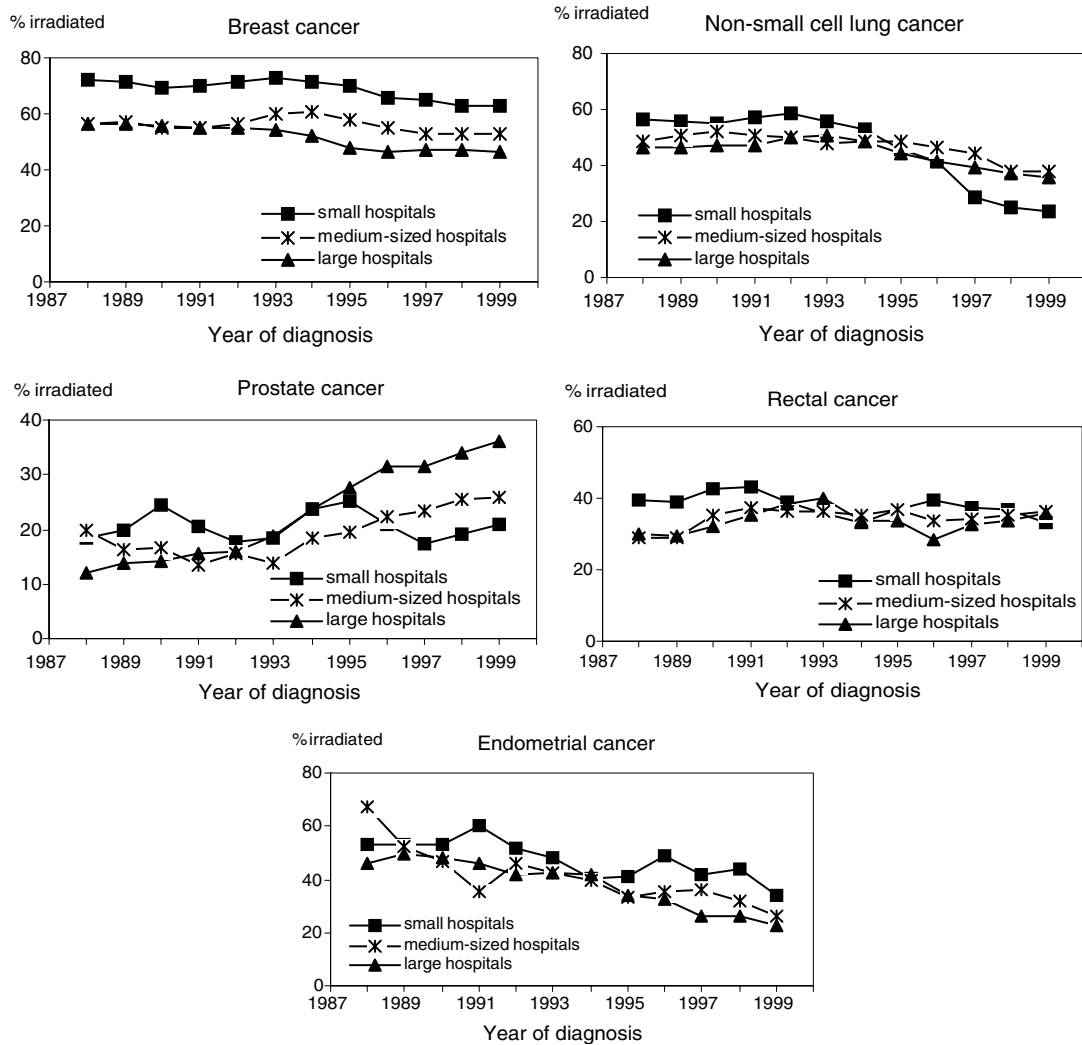 % irradiated
Breast cancer
80
60
40
20
0
small hospitals
medium-sized hospitals
large hospitals
1987 1989 1991 1993 1995 1997 1999
Year of diagnosis
% irradiated
Non-small cell lung cancer
80
60
40
20
0
small hospitals
medium-sized hospitals
large hospitals
1987 1989 1991 1993 1995 1997 1999
Year of diagnosis
% irradiated
Prostate cancer
40
30
20
10
0
small hospitals
medium-sized hospitals
large hospitals
1987 1989 1991 1993 1995 1997 1999
Year of diagnosis
% irradiated
Rectal cancer
60
40
20
0
small hospitals
medium-sized hospitals
large hospitals
1987 1989 1991 1993 1995 1997 1999
Year of diagnosis
% irradiated
Endometrial cancer
80
60
40
20
0
small hospitals
medium-sized hospitals
large hospitals
1987 1989 1991 1993 1995 1997 1999
Year of diagnosis